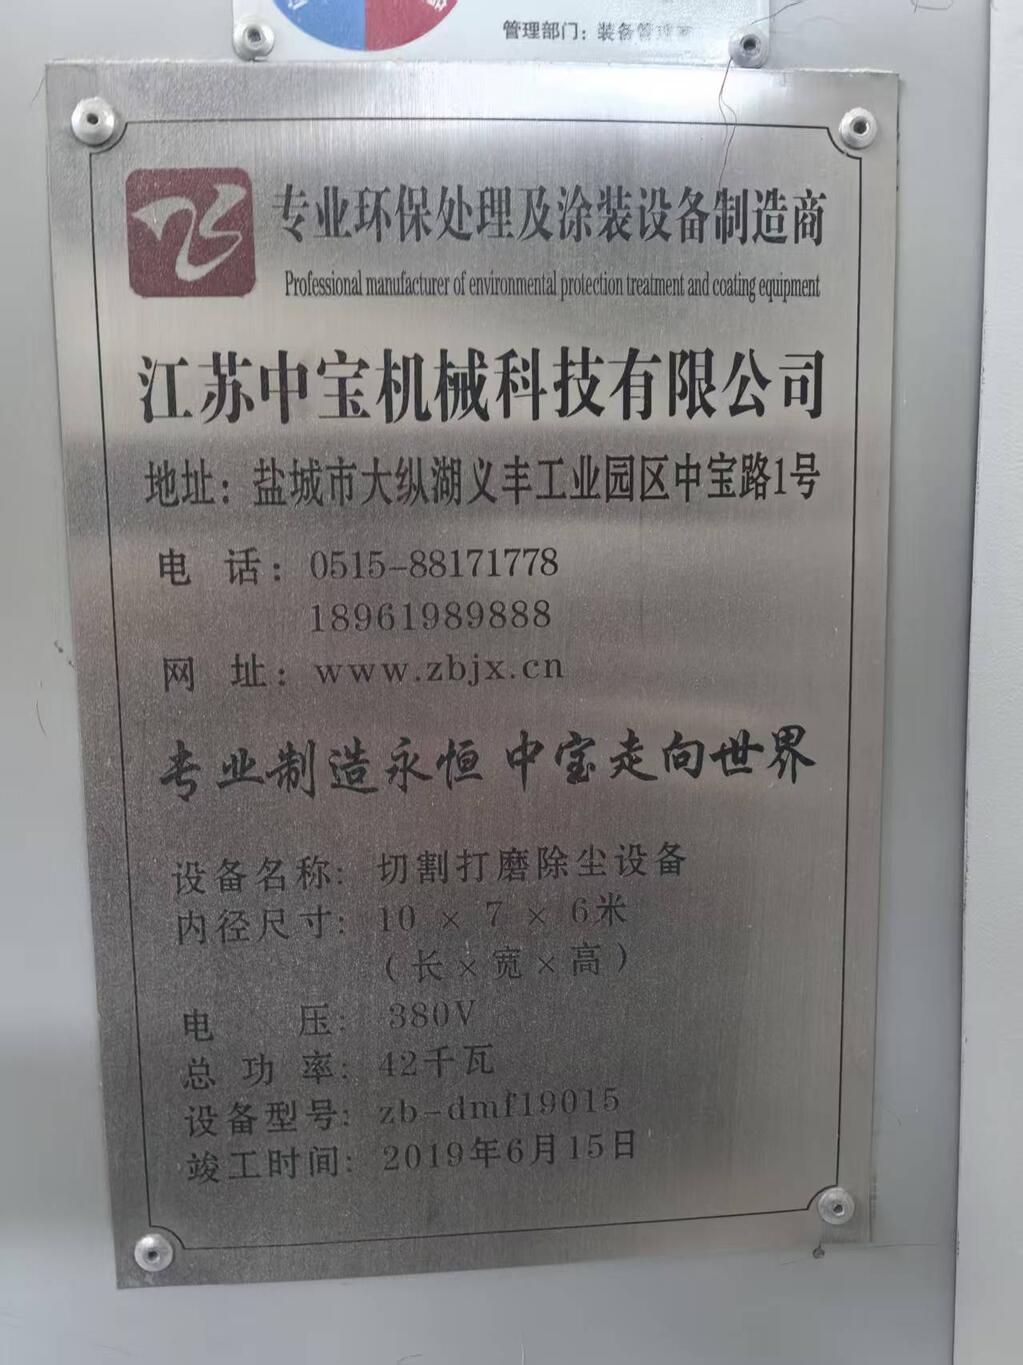 管理部门：装备管理
专业环保处理及涂装设备制造商
Professional manufacturer of environmental protection treatment and coating equipment
江苏中宝机械科技有限公司
地址：盐城市大纵湖义丰工业园区中宝路1号
电 话：0515-88171778
18961989888
网 址：www.zbjx.cn
专业制造永恒 中宝走向世界
设备名称：切割打磨除尘设备
内径尺寸：10 × 7 × 6米
（长×宽×高）
电 压：380V
总 功 率：42千瓦
设备型号：zb-dmf19015
竣工时间：2019年6月15日